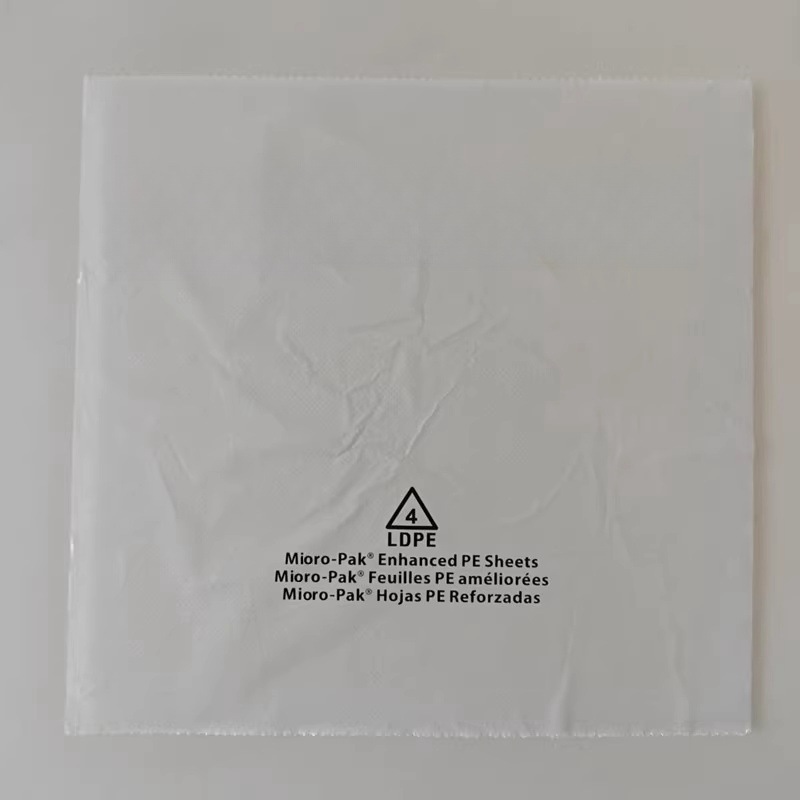 4
LDPE
Mioro-Pak® Enhanced PE Sheets
Mioro-Pak® Feuilles PE améliorées
Mioro-Pak® Hojas PE Reforzadas